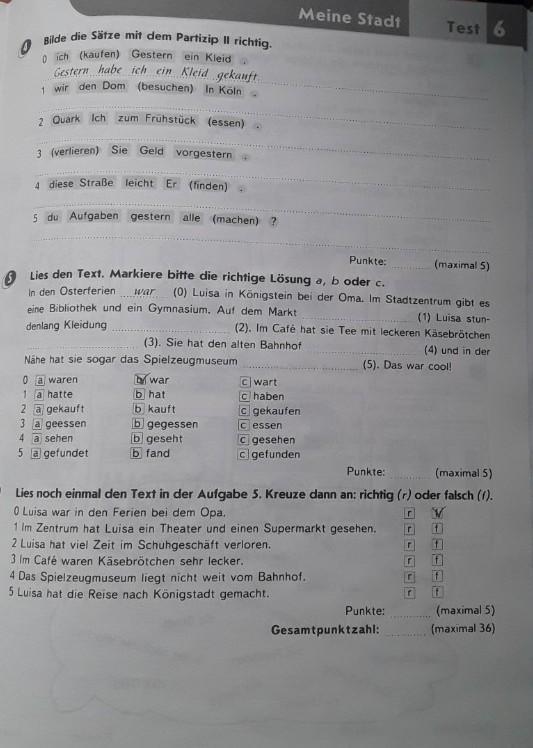 Meine Stadt Test 6
4 Bilde die Sätze mit dem Partizip II richtig.
0 ich (kaufen) Gestern ein Kleid .
Gestern habe ich ein Kleid gekauft.
1 wir den Dom (besuchen) In Köln .
2 Quark Ich zum Frühstück (essen) .
3 (verlieren) Sie Geld vorgestern .
4 diese Straße leicht Er (finden) .
5 du Aufgaben gestern alle (machen) ?
Punkte: (maximal 5)
5 Lies den Text. Markiere bitte die richtige Lösung a, b oder c.
In den Osterferien war (0) Luisa in Königstein bei der Oma. Im Stadtzentrum gibt es
eine Bibliothek und ein Gymnasium. Auf dem Markt (1) Luisa stun-
denlang Kleidung (2). Im Café hat sie Tee mit leckeren Käsebrötchen
(3). Sie hat den alten Bahnhof (4) und in der
Nähe hat sie sogar das Spielzeugmuseum (5). Das war cool!
0 a waren b war c wart
1 a hatte b hat c haben
2 a gekauft b kauft c gekaufen
3 a geessen b gegessen c essen
4 a sehen b geseht c gesehen
5 a gefundet b fand c gefunden
Punkte: (maximal 5)
Lies noch einmal den Text in der Aufgabe 5. Kreuze dann an: richtig (r) oder falsch (f).
0 Luisa war in den Ferien bei dem Opa. r f
1 Im Zentrum hat Luisa ein Theater und einen Supermarkt gesehen. r f
2 Luisa hat viel Zeit im Schuhgeschäft verloren. r f
3 Im Café waren Käsebrötchen sehr lecker. r f
4 Das Spielzeugmuseum liegt nicht weit vom Bahnhof. r f
5 Luisa hat die Reise nach Königstadt gemacht. r f
Punkte: (maximal 5)
Gesamtpunktzahl: (maximal 36)